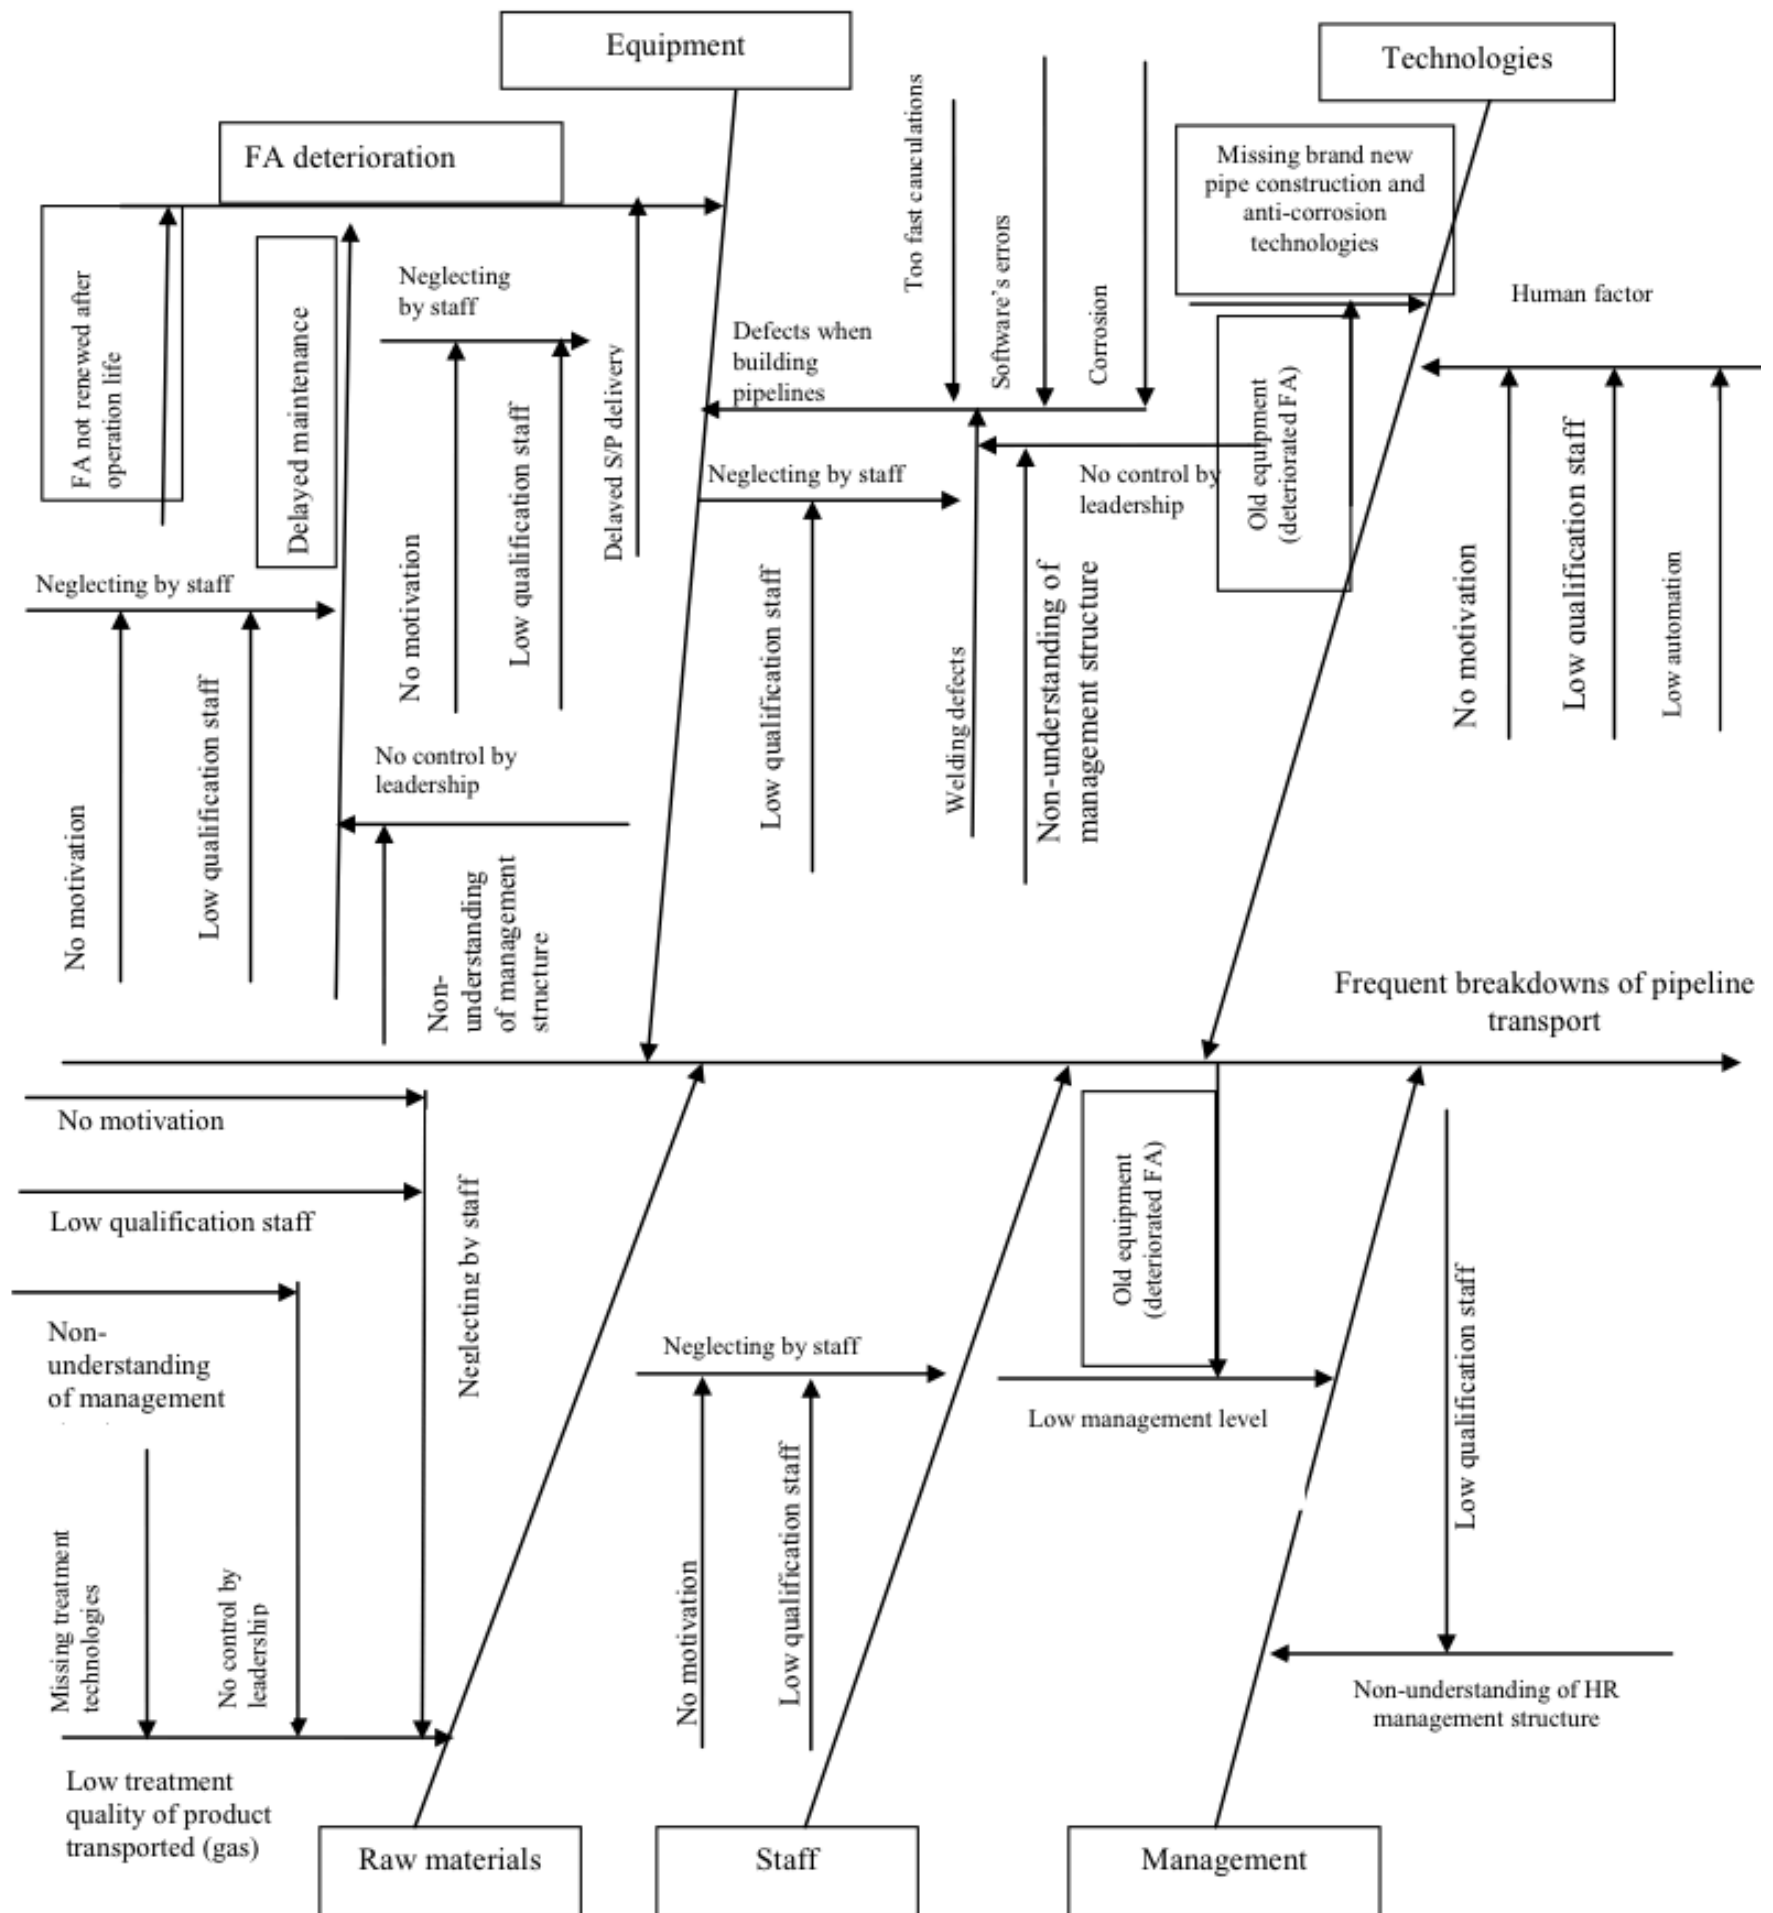 Equipment
Technologies
FA deterioration
Too fast cauculations
Software's errors
Corrosion
Missing brand new
pipe construction and
anti-corrosion
technologies
Human factor
FA not renewed after
operation life
Delayed maintenance
Neglecting
by staff
Delayed S/P delivery
Defects when
building
pipelines
Old equipment
(deteriorated FA)
No motivation
Low qualification staff
Neglecting by staff
No control by
leadership
No motivation
Low qualification staff
Low automation
Neglecting by staff
Low qualification staff
Welding defects
Non-understanding of
management structure
No motivation
Low qualification staff
No control by
leadership
Non-
understanding
of management
structure
Frequent breakdowns of pipeline
transport
No motivation
Low qualification staff
Neglecting by staff
Non-
understanding
of management
Missing treatment
technologies
No control by
leadership
Low treatment
quality of product
transported (gas)
Neglecting by staff
No motivation
Low qualification staff
Old equipment
(deteriorated FA)
Low management level
Low qualification staff
Non-understanding of HR
management structure
Raw materials
Staff
Management